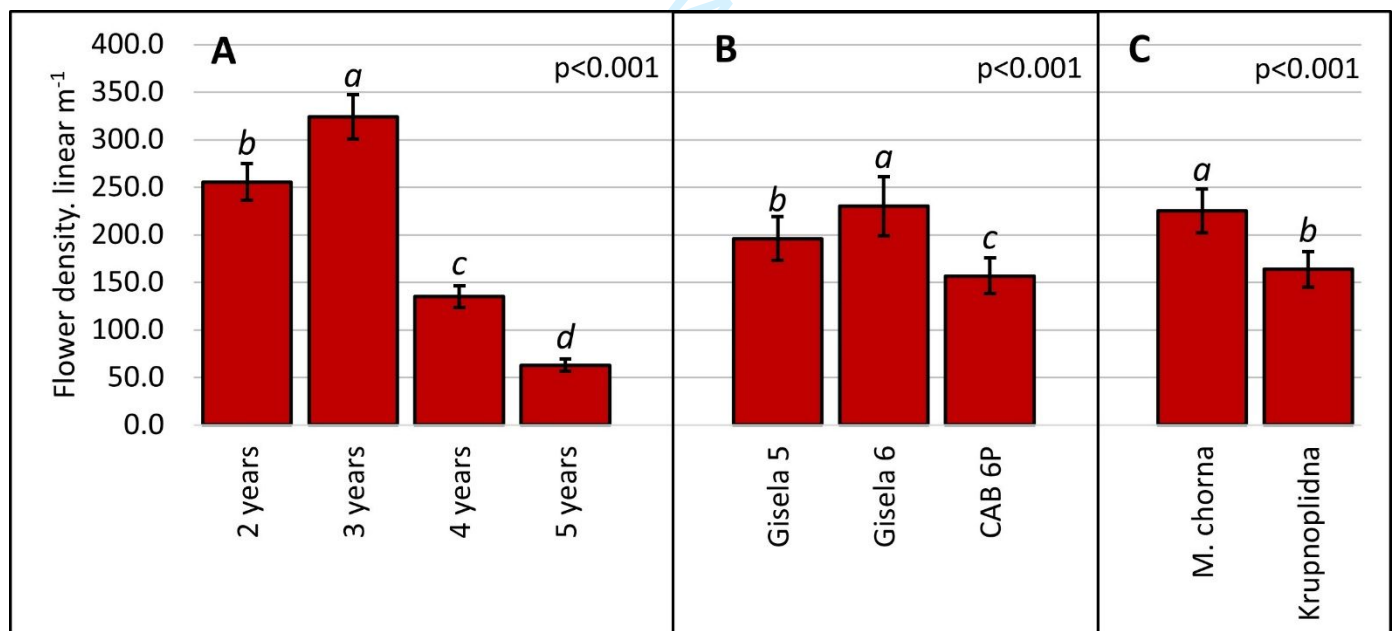 Flower density. linear m⁻¹
400.0
350.0
300.0
250.0
200.0
150.0
100.0
50.0
0.0
A
p<0.001
b
a
c
d
2 years
3 years
4 years
5 years
B
p<0.001
b
a
c
Gisela 5
Gisela 6
CAB 6P
C
p<0.001
a
b
M. chorna
Krupnoplidna